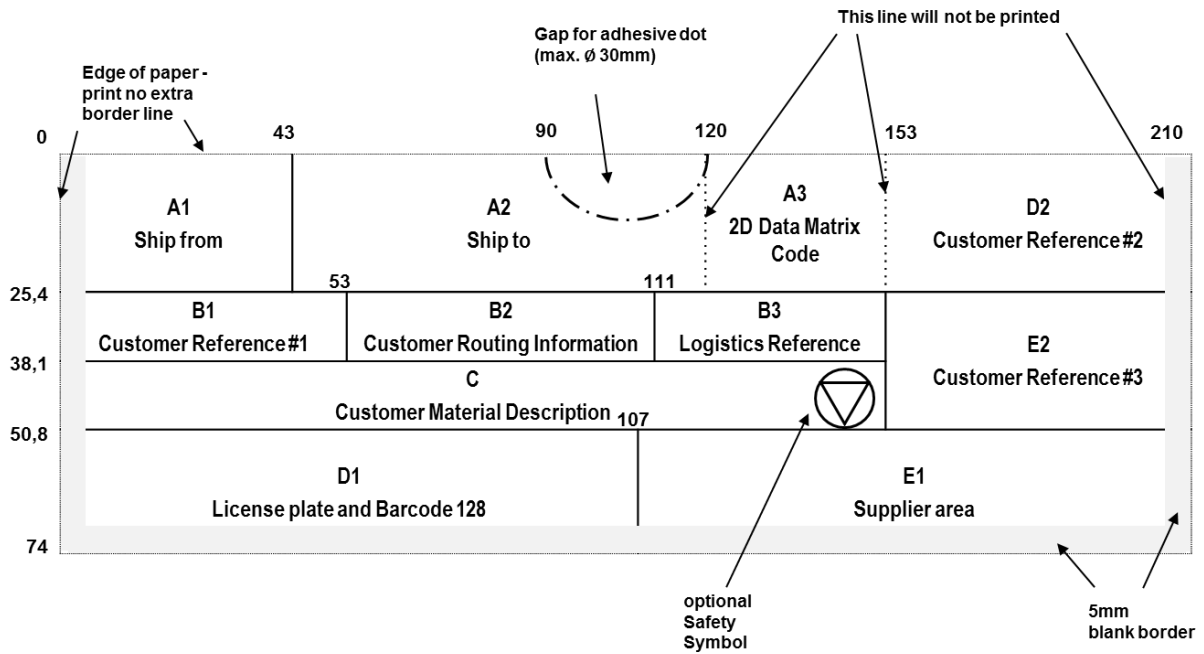 This line will not be printed
Gap for adhesive dot
(max. Ø 30mm)
Edge of paper -
print no extra
border line
0
43
90
120
153
210
A1
Ship from
A2
Ship to
A3
2D Data Matrix
Code
D2
Customer Reference #2
25,4
53
111
B1
Customer Reference #1
B2
Customer Routing Information
B3
Logistics Reference
E2
Customer Reference #3
38,1
C
Customer Material Description
107
50,8
D1
License plate and Barcode 128
E1
Supplier area
74
optional
Safety
Symbol
5mm
blank border